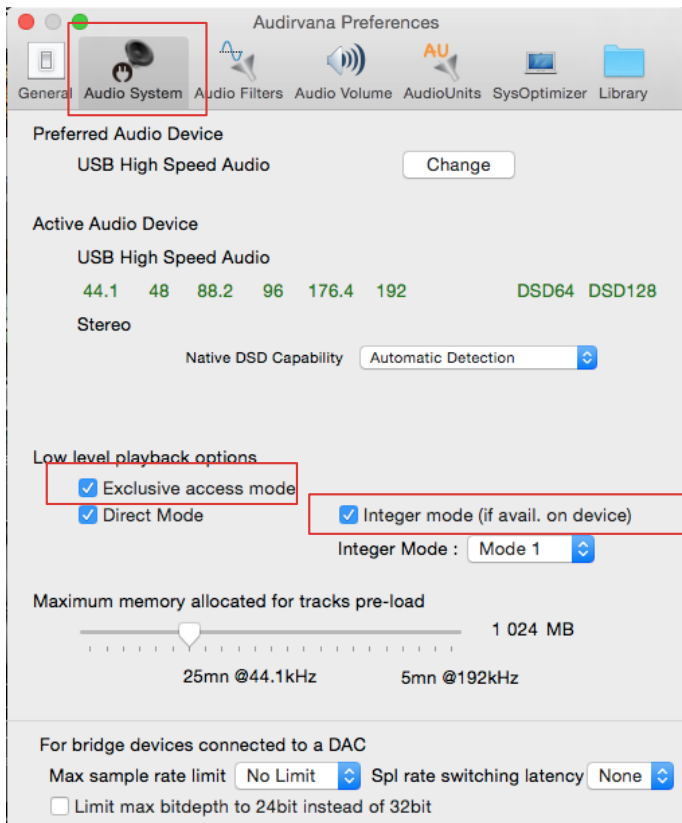 Audirvana Preferences
AU
General Audio System Audio Filters Audio Volume AudioUnits SysOptimizer Library
Preferred Audio Device
USB High Speed Audio Change
Active Audio Device
USB High Speed Audio
44.1 48 88.2 96 176.4 192 DSD64 DSD128
Stereo
Native DSD Capability Automatic Detection
Low level playback options
Exclusive access mode
Direct Mode Integer mode (if avail. on device)
Integer Mode : Mode 1
Maximum memory allocated for tracks pre-load
1 024 MB
25mn @44.1kHz 5mn @192kHz
For bridge devices connected to a DAC
Max sample rate limit No Limit Spl rate switching latency None
Limit max bitdepth to 24bit instead of 32bit